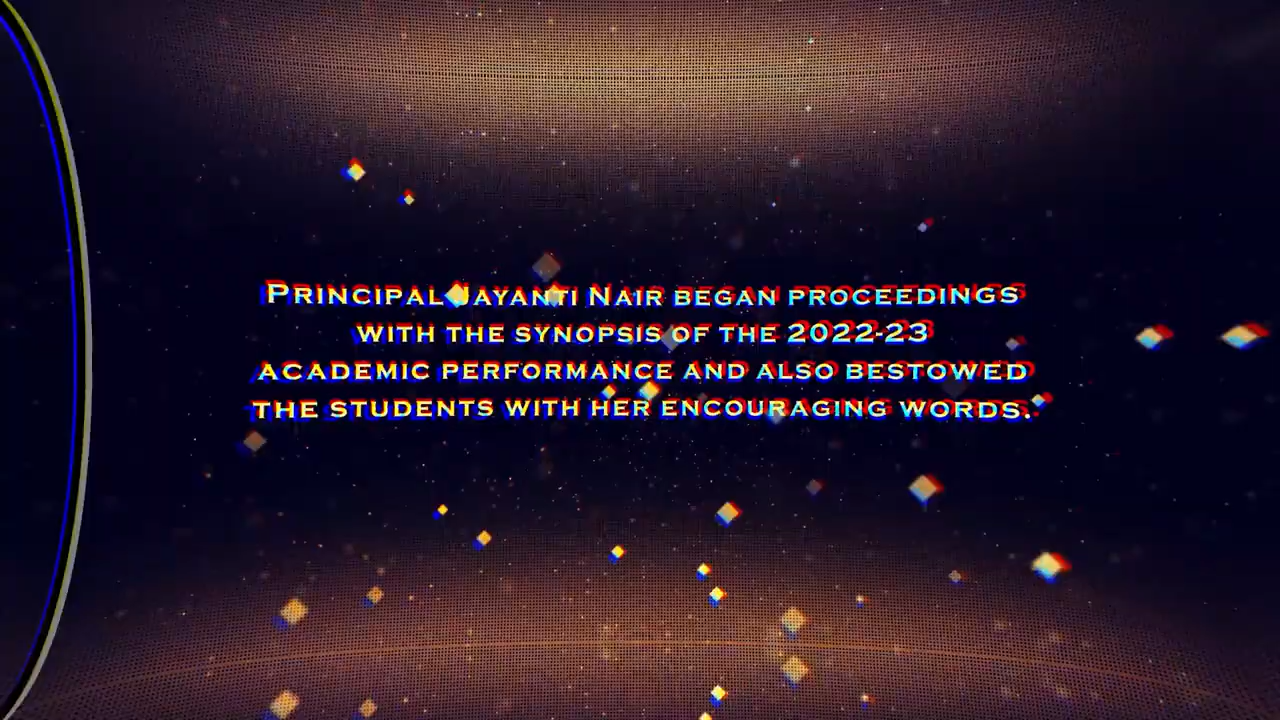 Principal Jayanti Nair began proceedings
with the synopsis of the 2022-23
academic performance and also bestowed
the students with her encouraging words.